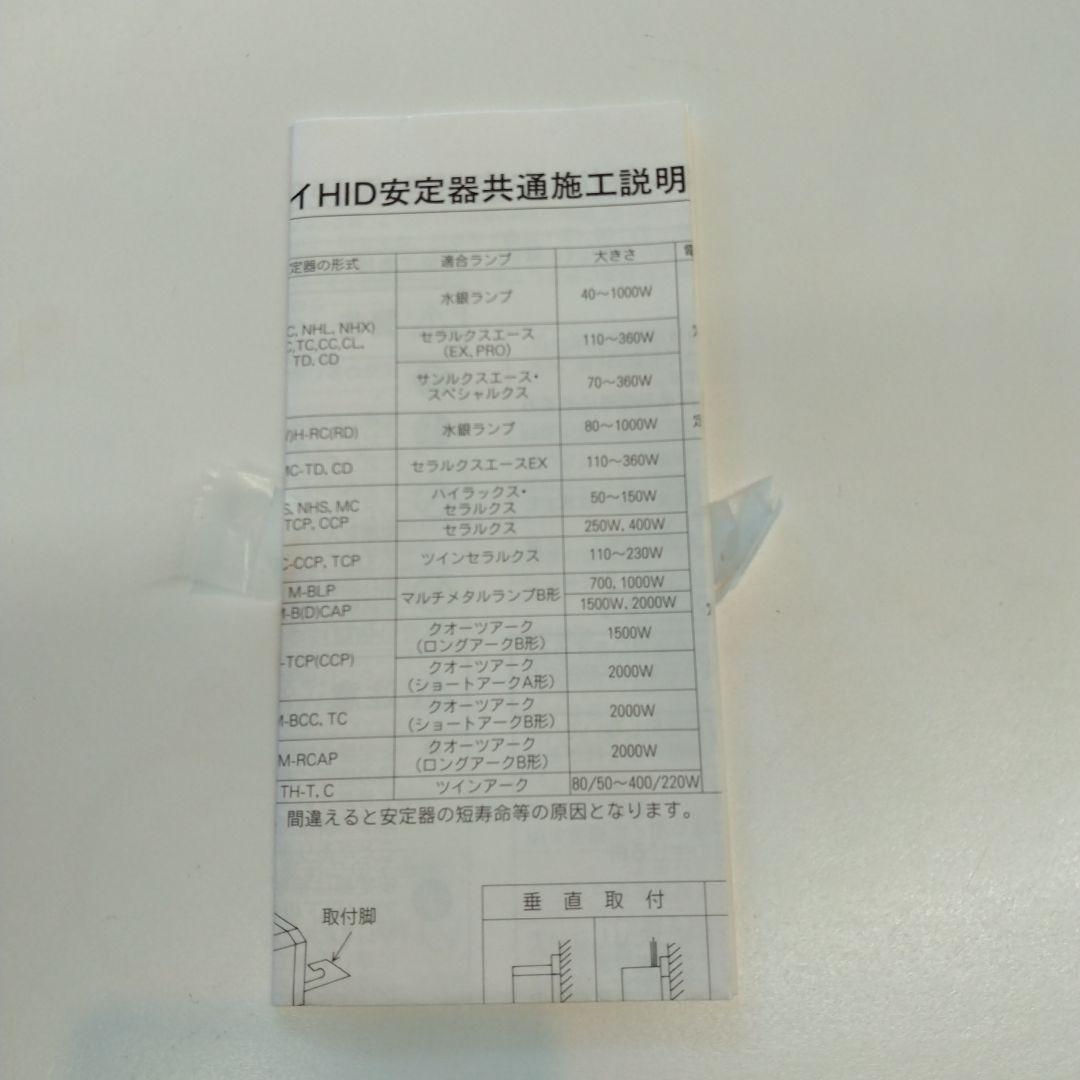 イHID安定器共通施工説明
定器の形式 適合ランプ 大きさ 電
水銀ランプ 40〜1000W
C, NHL, NHX)
C,TC,CC,CL,
TD, CD
セラルクスエース
(EX, PRO)
110〜360W
サンルクスエース・
スペシャルクス
70〜360W
)H-RC(RD) 水銀ランプ 80〜1000W 定
MC-TD, CD セラルクスエースEX 110〜360W
S, NHS, MC
TCP, CCP
ハイラックス・
セラルクス
50〜150W
セラルクス 250W, 400W
C-CCP, TCP ツインセラルクス 110〜230W
M-BLP
M-B(D)CAP
マルチメタルランプB形
700, 1000W
1500W, 2000W
-TCP(CCP)
クオーツアーク
(ロングアークB形)
1500W
クオーツアーク
(ショートアークA形)
2000W
M-BCC, TC
クオーツアーク
(ショートアークB形)
2000W
M-RCAP
クオーツアーク
(ロングアークB形)
2000W
TH-T, C ツインアーク 80/50〜400/220W
間違えると安定器の短寿命等の原因となります。
取付脚
垂直取付